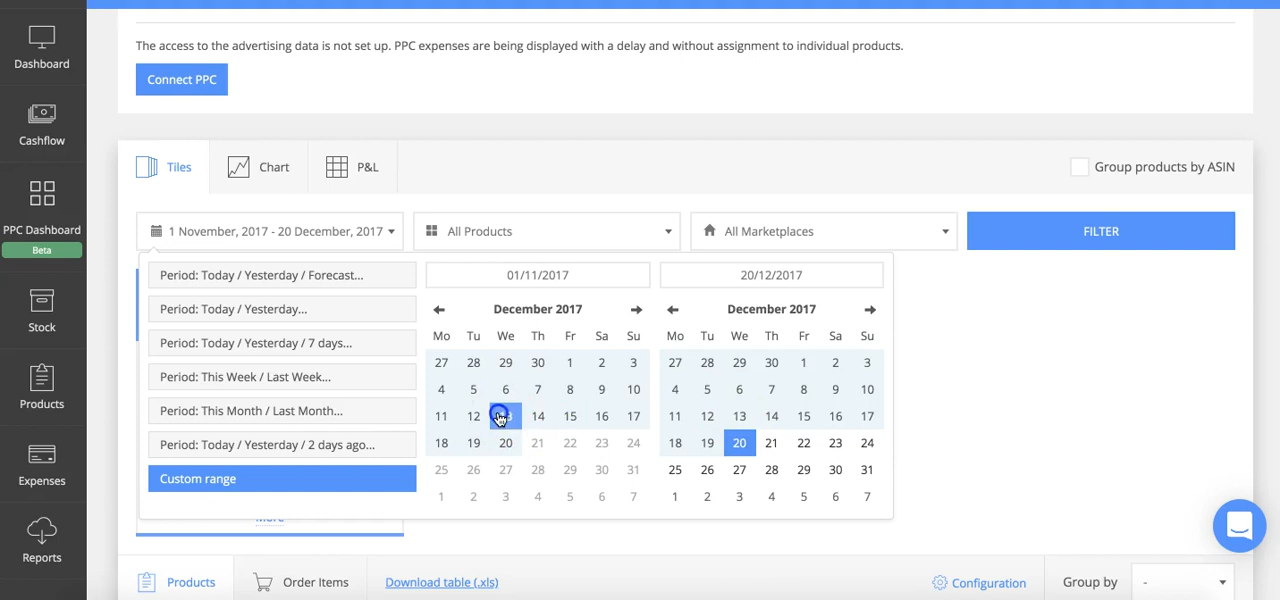 Dashboard
Cashflow
PPC Dashboard
Beta
Stock
Products
Expenses
Reports
The access to the advertising data is not set up. PPC expenses are being displayed with a delay and without assignment to individual products.
Connect PPC
Tiles Chart P&L Group products by ASIN
1 November, 2017 - 20 December, 2017 All Products All Marketplaces FILTER
Period: Today / Yesterday / Forecast...
Period: Today / Yesterday...
Period: Today / Yesterday / 7 days...
Period: This Week / Last Week...
Period: This Month / Last Month...
Period: Today / Yesterday / 2 days ago...
Custom range
01/11/2017
December 2017
Mo Tu We Th Fr Sa Su
27 28 29 30 1 2 3
4 5 6 7 8 9 10
11 12 14 15 16 17
18 19 20 21 22 23 24
25 26 27 28 29 30 31
1 2 3 4 5 6 7
20/12/2017
December 2017
Mo Tu We Th Fr Sa Su
27 28 29 30 1 2 3
4 5 6 7 8 9 10
11 12 13 14 15 16 17
18 19 20 21 22 23 24
25 26 27 28 29 30 31
1 2 3 4 5 6 7
More
Products Order Items Download table (.xls) Configuration Group by -